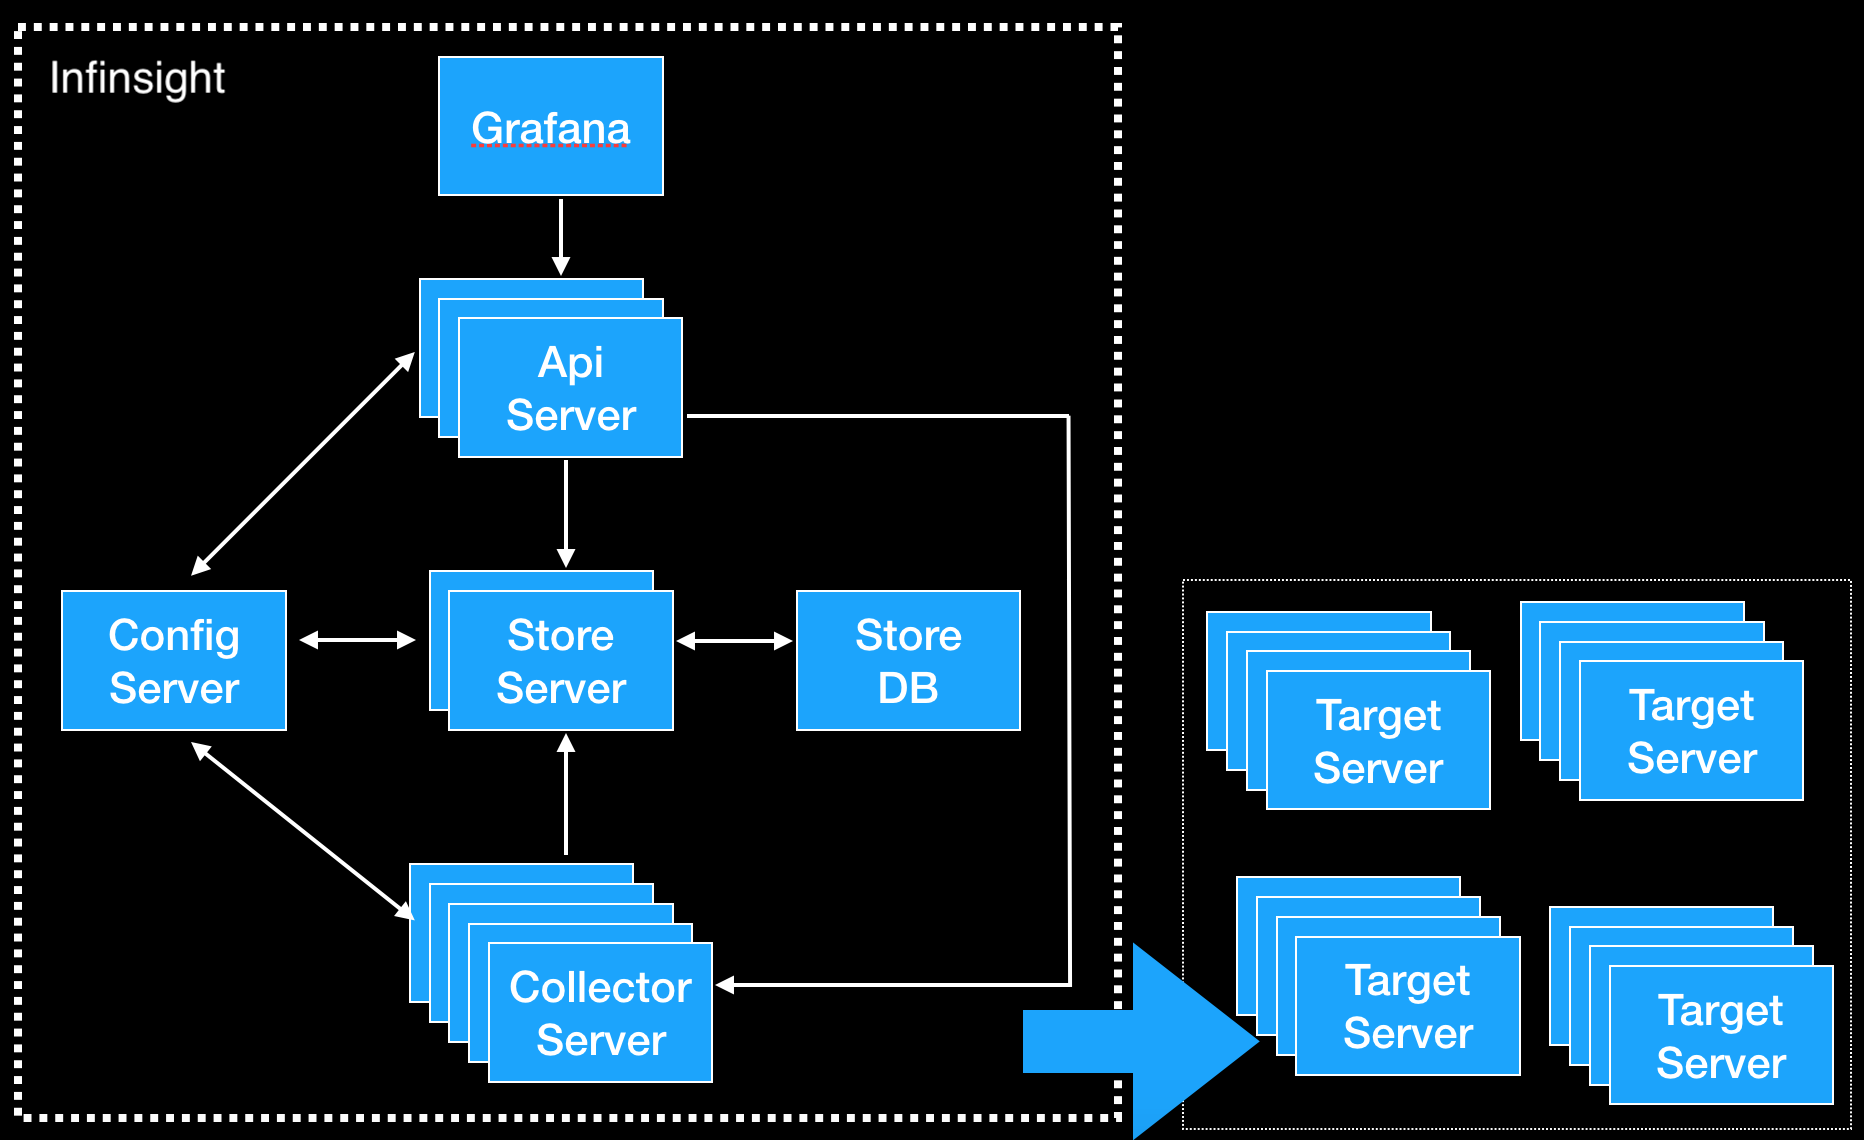 Infinsight
Grafana
Api
Server
Config
Server
Store
Server
Store
DB
Collector
Server
Target
Server
Target
Server
Target
Server
Target
Server